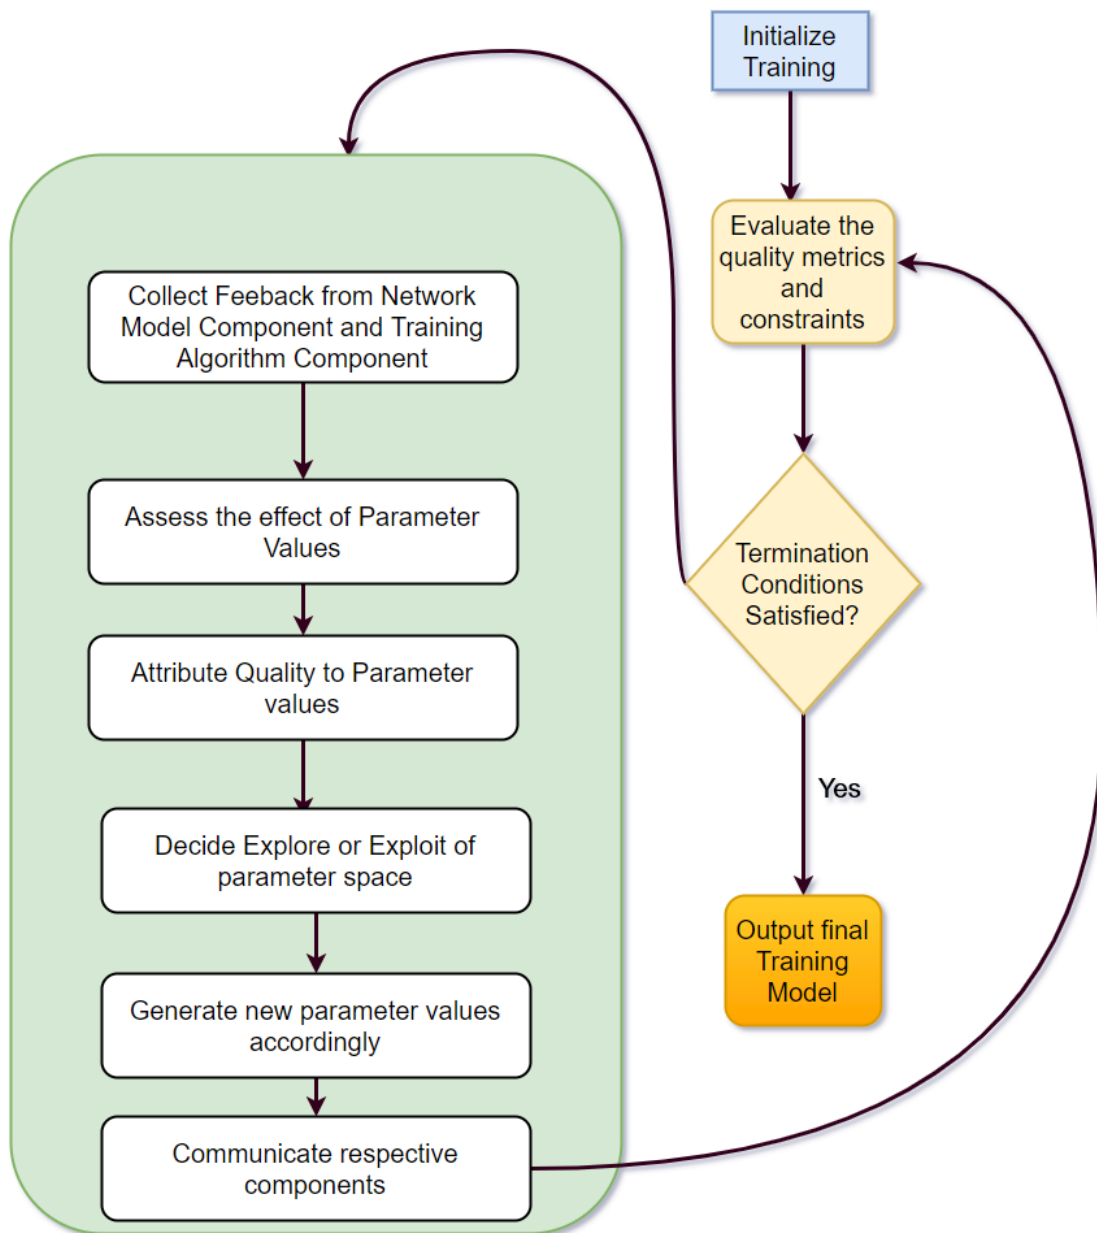 Initialize
Training
Evaluate the
quality metrics
and
constraints
Termination
Conditions
Satisfied?
Yes
Output final
Training
Model
Collect Feeback from Network
Model Component and Training
Algorithm Component
Assess the effect of Parameter
Values
Attribute Quality to Parameter
values
Decide Explore or Exploit of
parameter space
Generate new parameter values
accordingly
Communicate respective
components